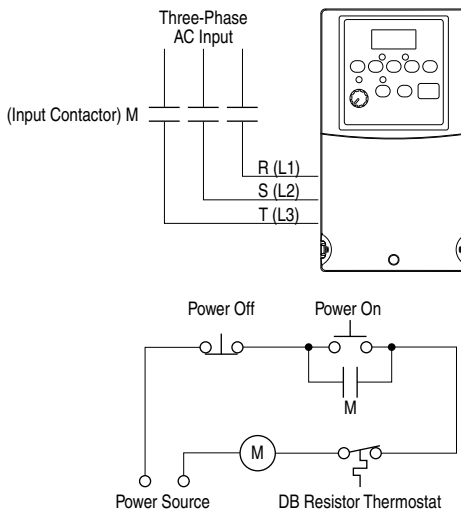 Three-Phase
AC Input
(Input Contactor) M
R (L1)
S (L2)
T (L3)
Power Off
Power On
M
M
Power Source
DB Resistor Thermostat